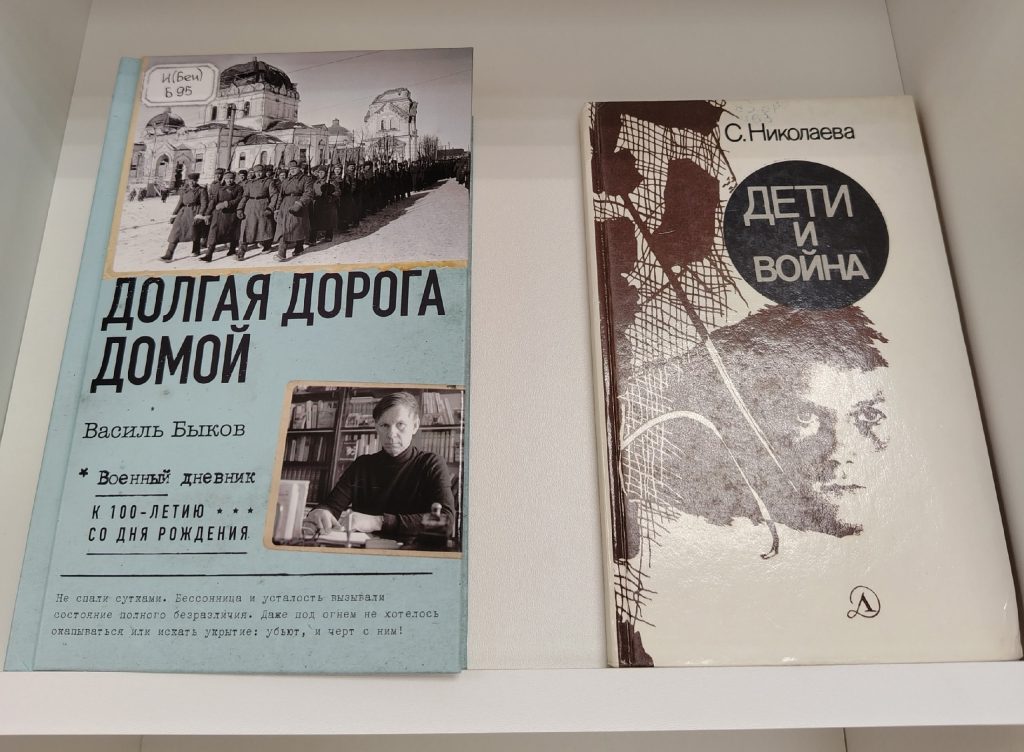 И(Бел)
Б 95
ДОЛГАЯ ДОРОГА
ДОМОЙ
Василь Быков
* Военный дневник
К 100-ЛЕТИЮ ***
СО ДНЯ РОЖДЕНИЯ
Не спали сутками. Бессонница и усталость вызывали
состояние полного безразличия. Даже под огнем не хотелось
окапываться или искать укрытие: убьют, и черт с ним!
С. Николаева
ДЕТИ
И
ВОЙНА
Д